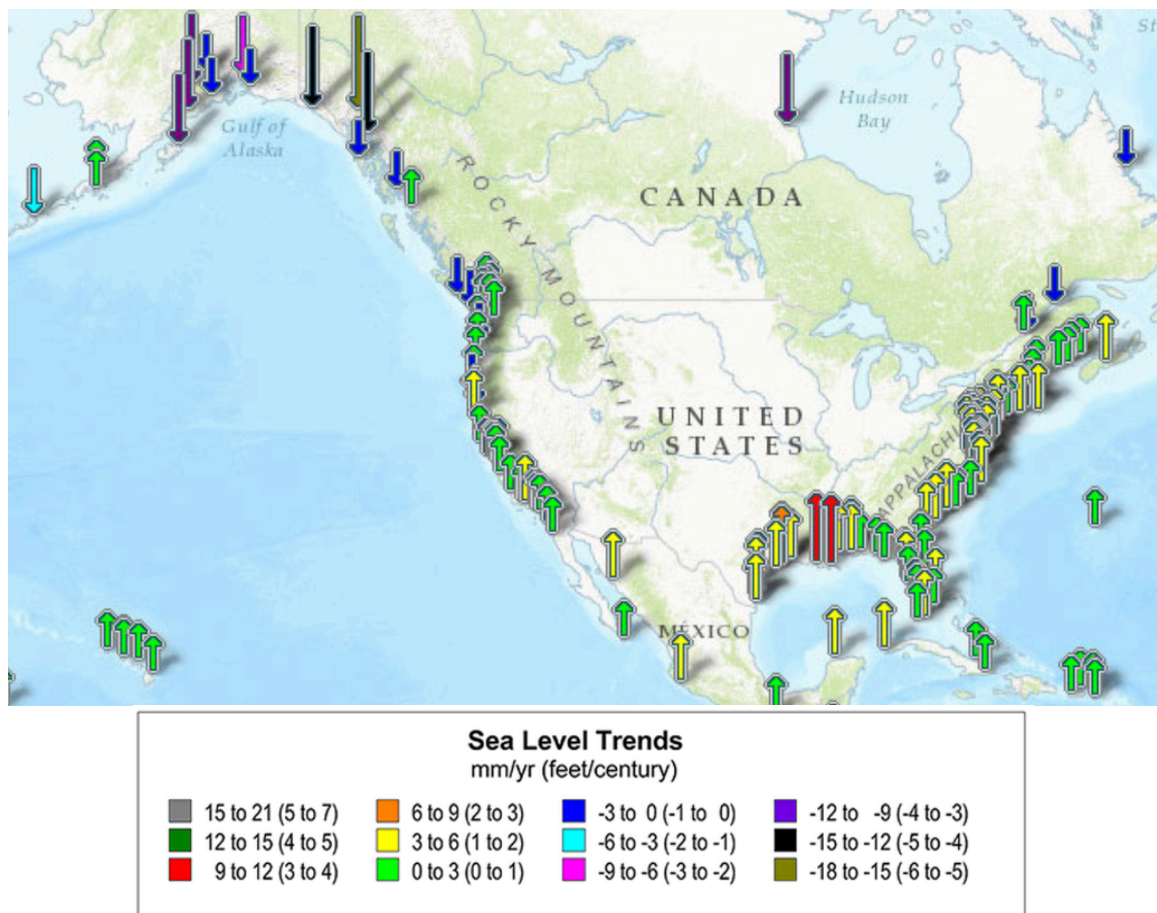 St
Hudson
Bay
Gulf of
Alaska
ROCKY MOUNTAINS
CANADA
UNITED
STATES
APPALACHI
MÉXICO
Sea Level Trends
mm/yr (feet/century)
15 to 21 (5 to 7) 6 to 9 (2 to 3) -3 to 0 (-1 to 0) -12 to -9 (-4 to -3)
12 to 15 (4 to 5) 3 to 6 (1 to 2) -6 to -3 (-2 to -1) -15 to -12 (-5 to -4)
9 to 12 (3 to 4) 0 to 3 (0 to 1) -9 to -6 (-3 to -2) -18 to -15 (-6 to -5)